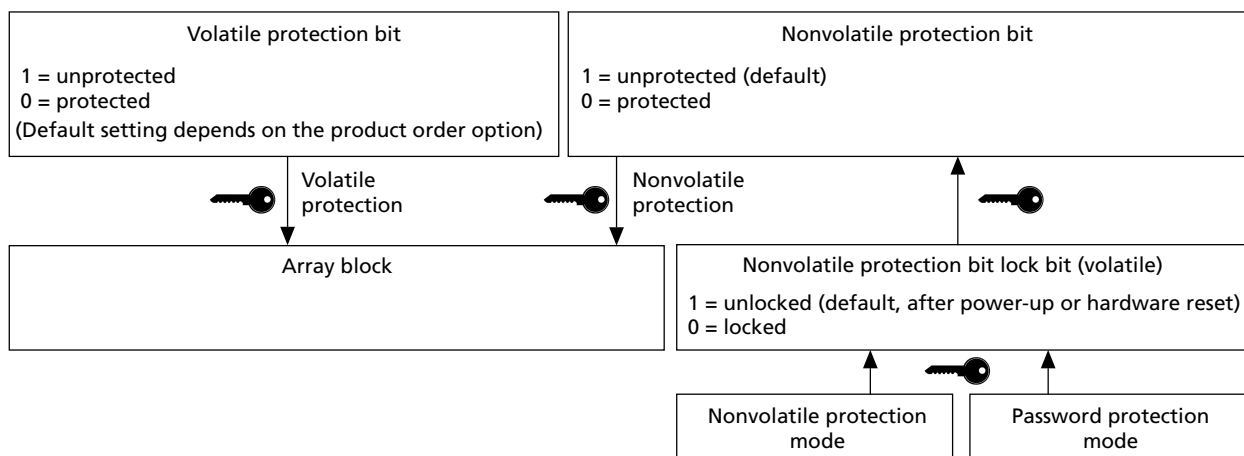 Volatile protection bit
1 = unprotected
0 = protected
(Default setting depends on the product order option)
Nonvolatile protection bit
1 = unprotected (default)
0 = protected
Volatile
protection
Nonvolatile
protection
Array block
Nonvolatile protection bit lock bit (volatile)
1 = unlocked (default, after power-up or hardware reset)
0 = locked
Nonvolatile protection
mode
Password protection
mode